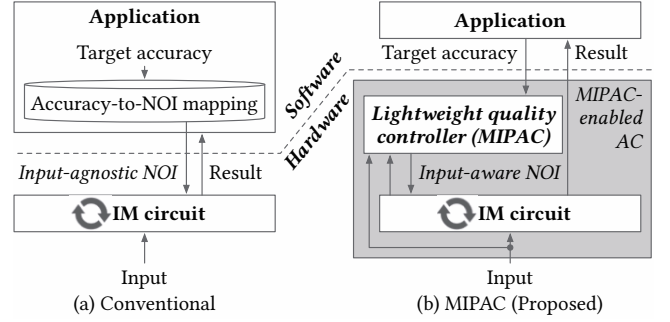 Application
Target accuracy
Accuracy-to-NOI mapping
Input-agnostic NOI
Result
IM circuit
Input
(a) Conventional
Software
Hardware
Application
Target accuracy
Result
MIPAC-
enabled
AC
Lightweight quality
controller (MIPAC)
Input-aware NOI
IM circuit
Input
(b) MIPAC (Proposed)